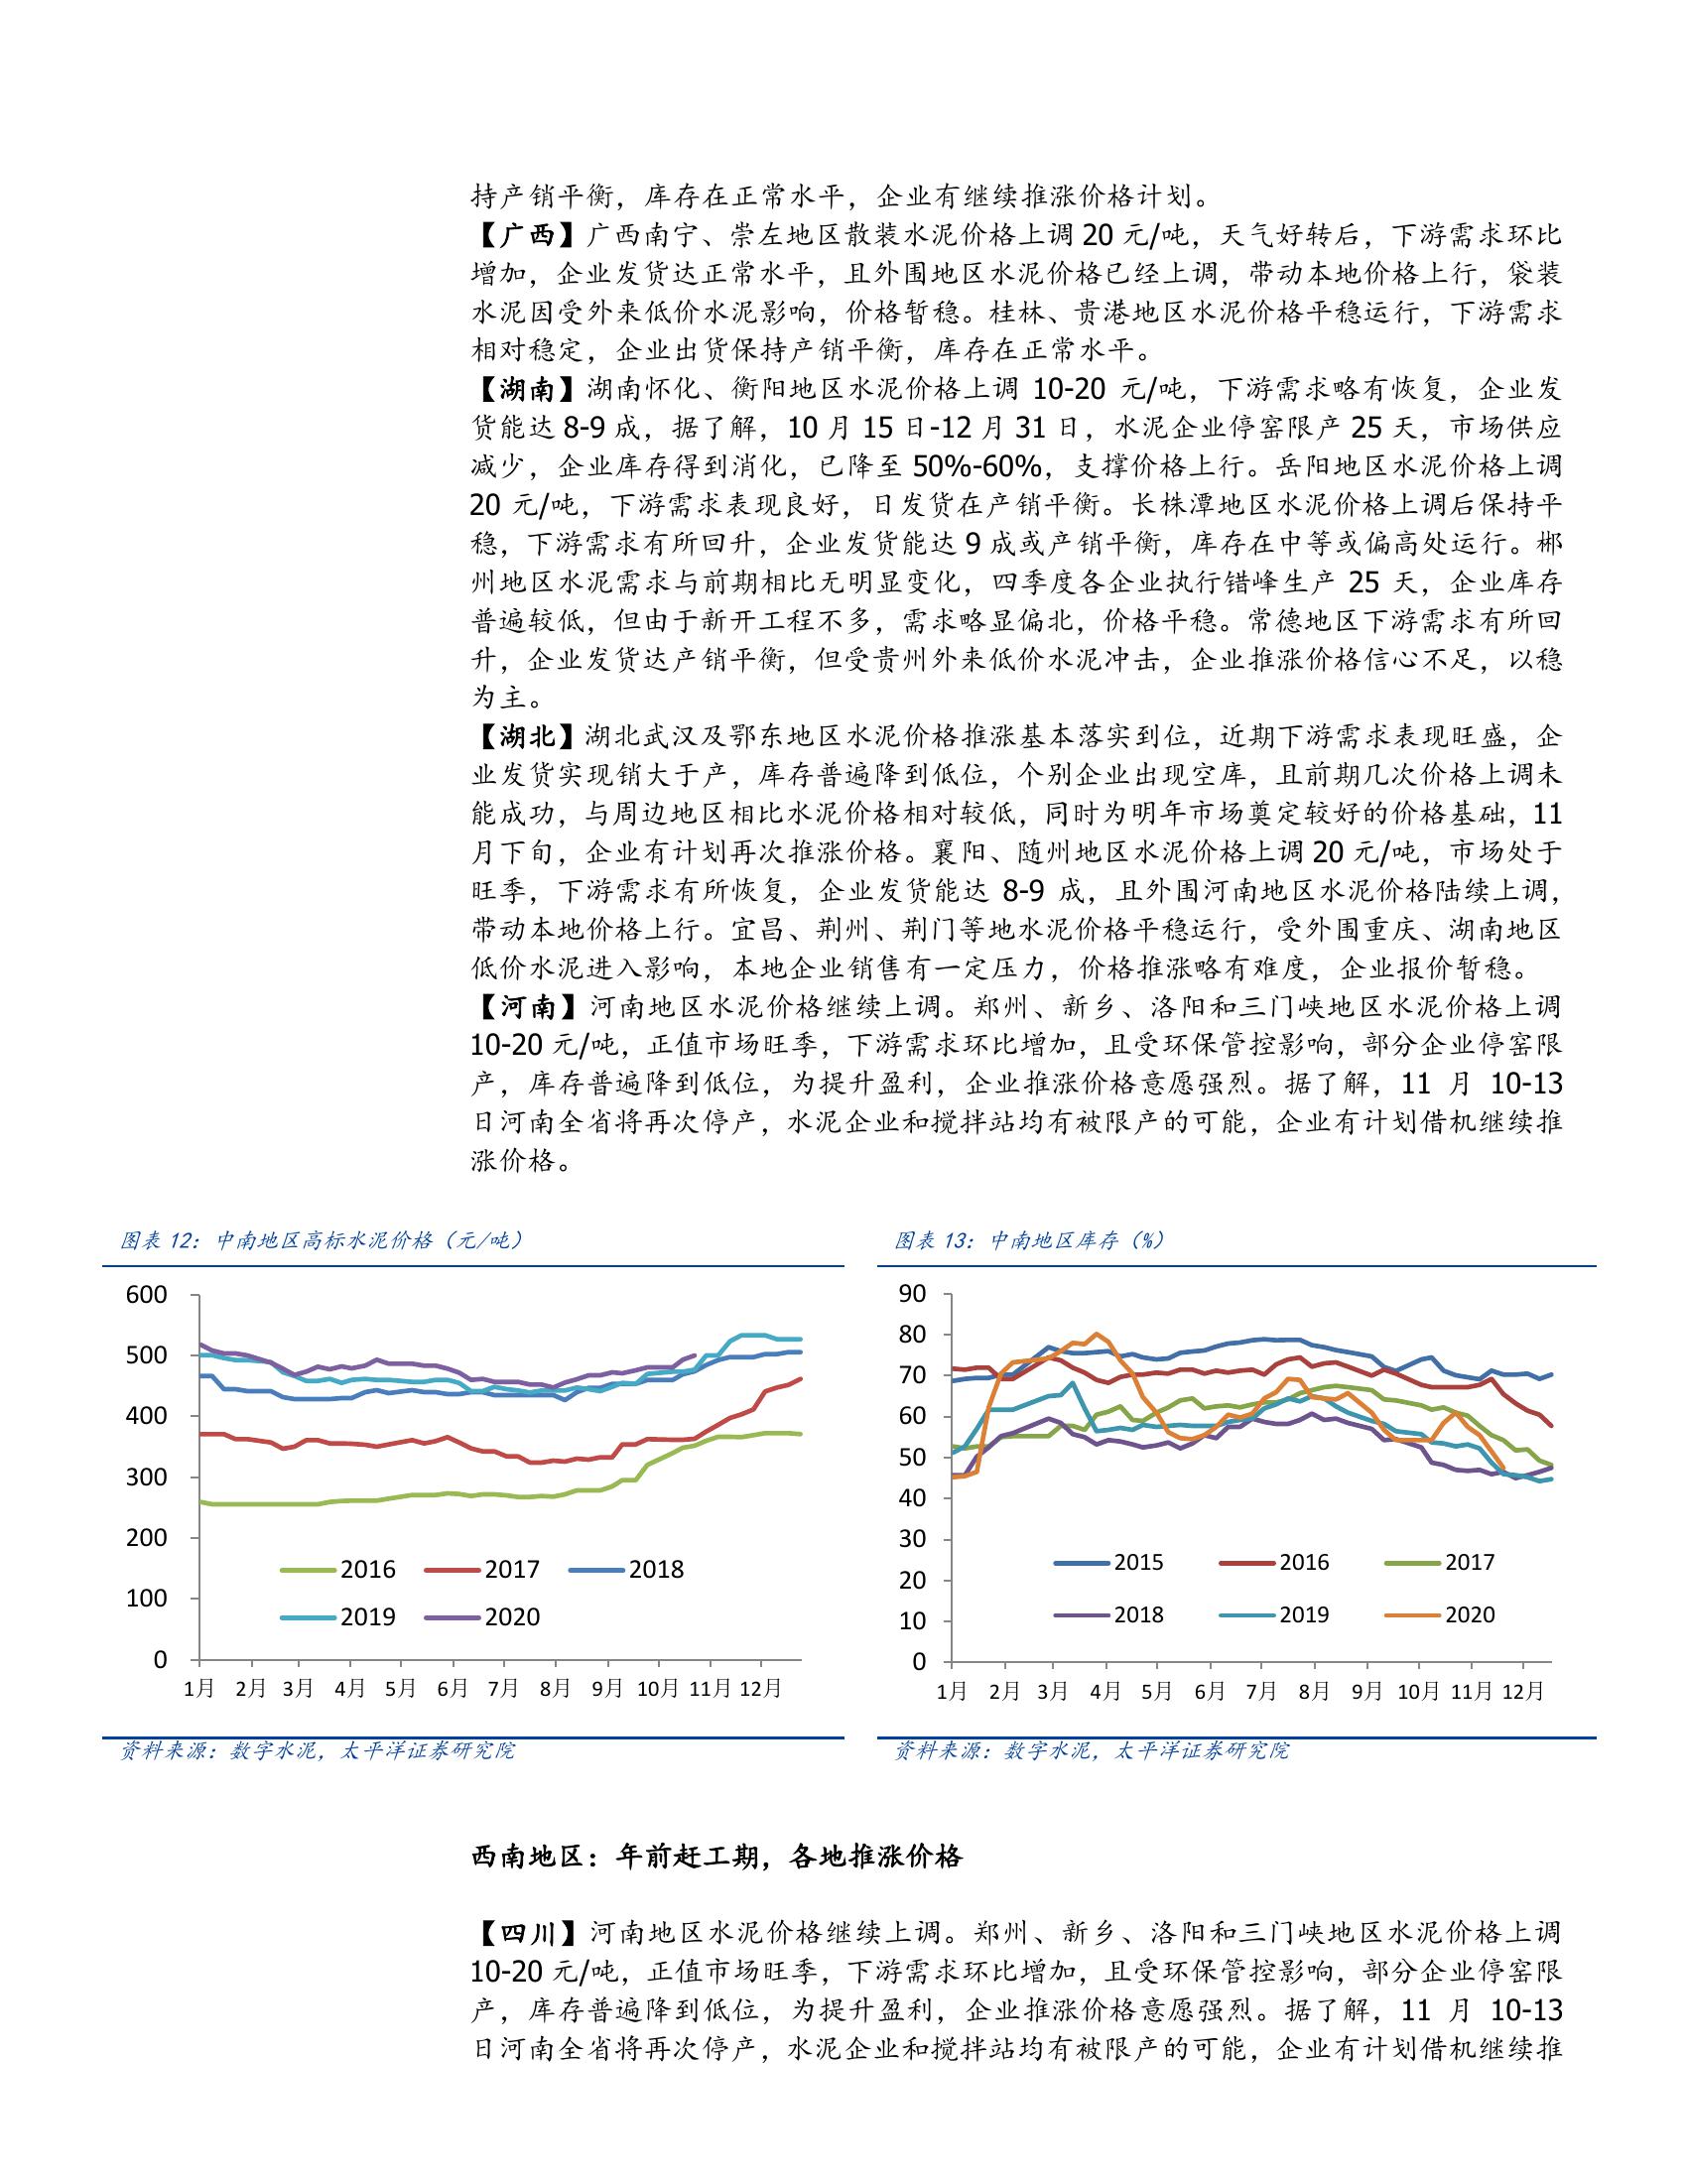 持产销平衡，库存在正常水平，企业有继续推涨价格计划。
【广西】广西南宁、崇左地区散装水泥价格上调 20 元/吨，天气好转后，下游需求环比
增加，企业发货达正常水平，且外围地区水泥价格已经上调，带动本地价格上行，袋装
水泥因受外来低价水泥影响，价格暂稳。桂林、贵港地区水泥价格平稳运行，下游需求
相对稳定，企业出货保持产销平衡，库存在正常水平。
【湖南】湖南怀化、衡阳地区水泥价格上调 10-20 元/吨，下游需求略有恢复，企业发
货能达 8-9 成，据了解，10 月 15 日-12 月 31 日，水泥企业停窑限产 25 天，市场供应
减少，企业库存得到消化，已降至 50%-60%，支撑价格上行。岳阳地区水泥价格上调
20 元/吨，下游需求表现良好，日发货在产销平衡。长株潭地区水泥价格上调后保持平
稳，下游需求有所回升，企业发货能达 9 成或产销平衡，库存在中等或偏高处运行。郴
州地区水泥需求与前期相比无明显变化，四季度各企业执行错峰生产 25 天，企业库存
普遍较低，但由于新开工程不多，需求略显偏北，价格平稳。常德地区下游需求有所回
升，企业发货达产销平衡，但受贵州外来低价水泥冲击，企业推涨价格信心不足，以稳
为主。
【湖北】湖北武汉及鄂东地区水泥价格推涨基本落实到位，近期下游需求表现旺盛，企
业发货实现销大于产，库存普遍降到低位，个别企业出现空库，且前期几次价格上调未
能成功，与周边地区相比水泥价格相对较低，同时为明年市场奠定较好的价格基础，11
月下旬，企业有计划再次推涨价格。襄阳、随州地区水泥价格上调 20 元/吨，市场处于
旺季，下游需求有所恢复，企业发货能达 8-9 成，且外围河南地区水泥价格陆续上调，
带动本地价格上行。宜昌、荆州、荆门等地水泥价格平稳运行，受外围重庆、湖南地区
低价水泥进入影响，本地企业销售有一定压力，价格推涨略有难度，企业报价暂稳。
【河南】河南地区水泥价格继续上调。郑州、新乡、洛阳和三门峡地区水泥价格上调
10-20 元/吨，正值市场旺季，下游需求环比增加，且受环保管控影响，部分企业停窑限
产，库存普遍降到低位，为提升盈利，企业推涨价格意愿强烈。据了解，11 月 10-13
日河南全省将再次停产，水泥企业和搅拌站均有被限产的可能，企业有计划借机继续推
涨价格。
图表 12：中南地区高标水泥价格（元/吨）
600
500
400
300
200
100
0
2016 2017 2018
2019 2020
1月 2月 3月 4月 5月 6月 7月 8月 9月 10月 11月 12月
资料来源：数字水泥，太平洋证券研究院
图表 13：中南地区库存（%）
90
80
70
60
50
40
30
20
10
0
2015 2016 2017
2018 2019 2020
1月 2月 3月 4月 5月 6月 7月 8月 9月 10月 11月 12月
资料来源：数字水泥，太平洋证券研究院
西南地区：年前赶工期，各地推涨价格
【四川】河南地区水泥价格继续上调。郑州、新乡、洛阳和三门峡地区水泥价格上调
10-20 元/吨，正值市场旺季，下游需求环比增加，且受环保管控影响，部分企业停窑限
产，库存普遍降到低位，为提升盈利，企业推涨价格意愿强烈。据了解，11 月 10-13
日河南全省将再次停产，水泥企业和搅拌站均有被限产的可能，企业有计划借机继续推